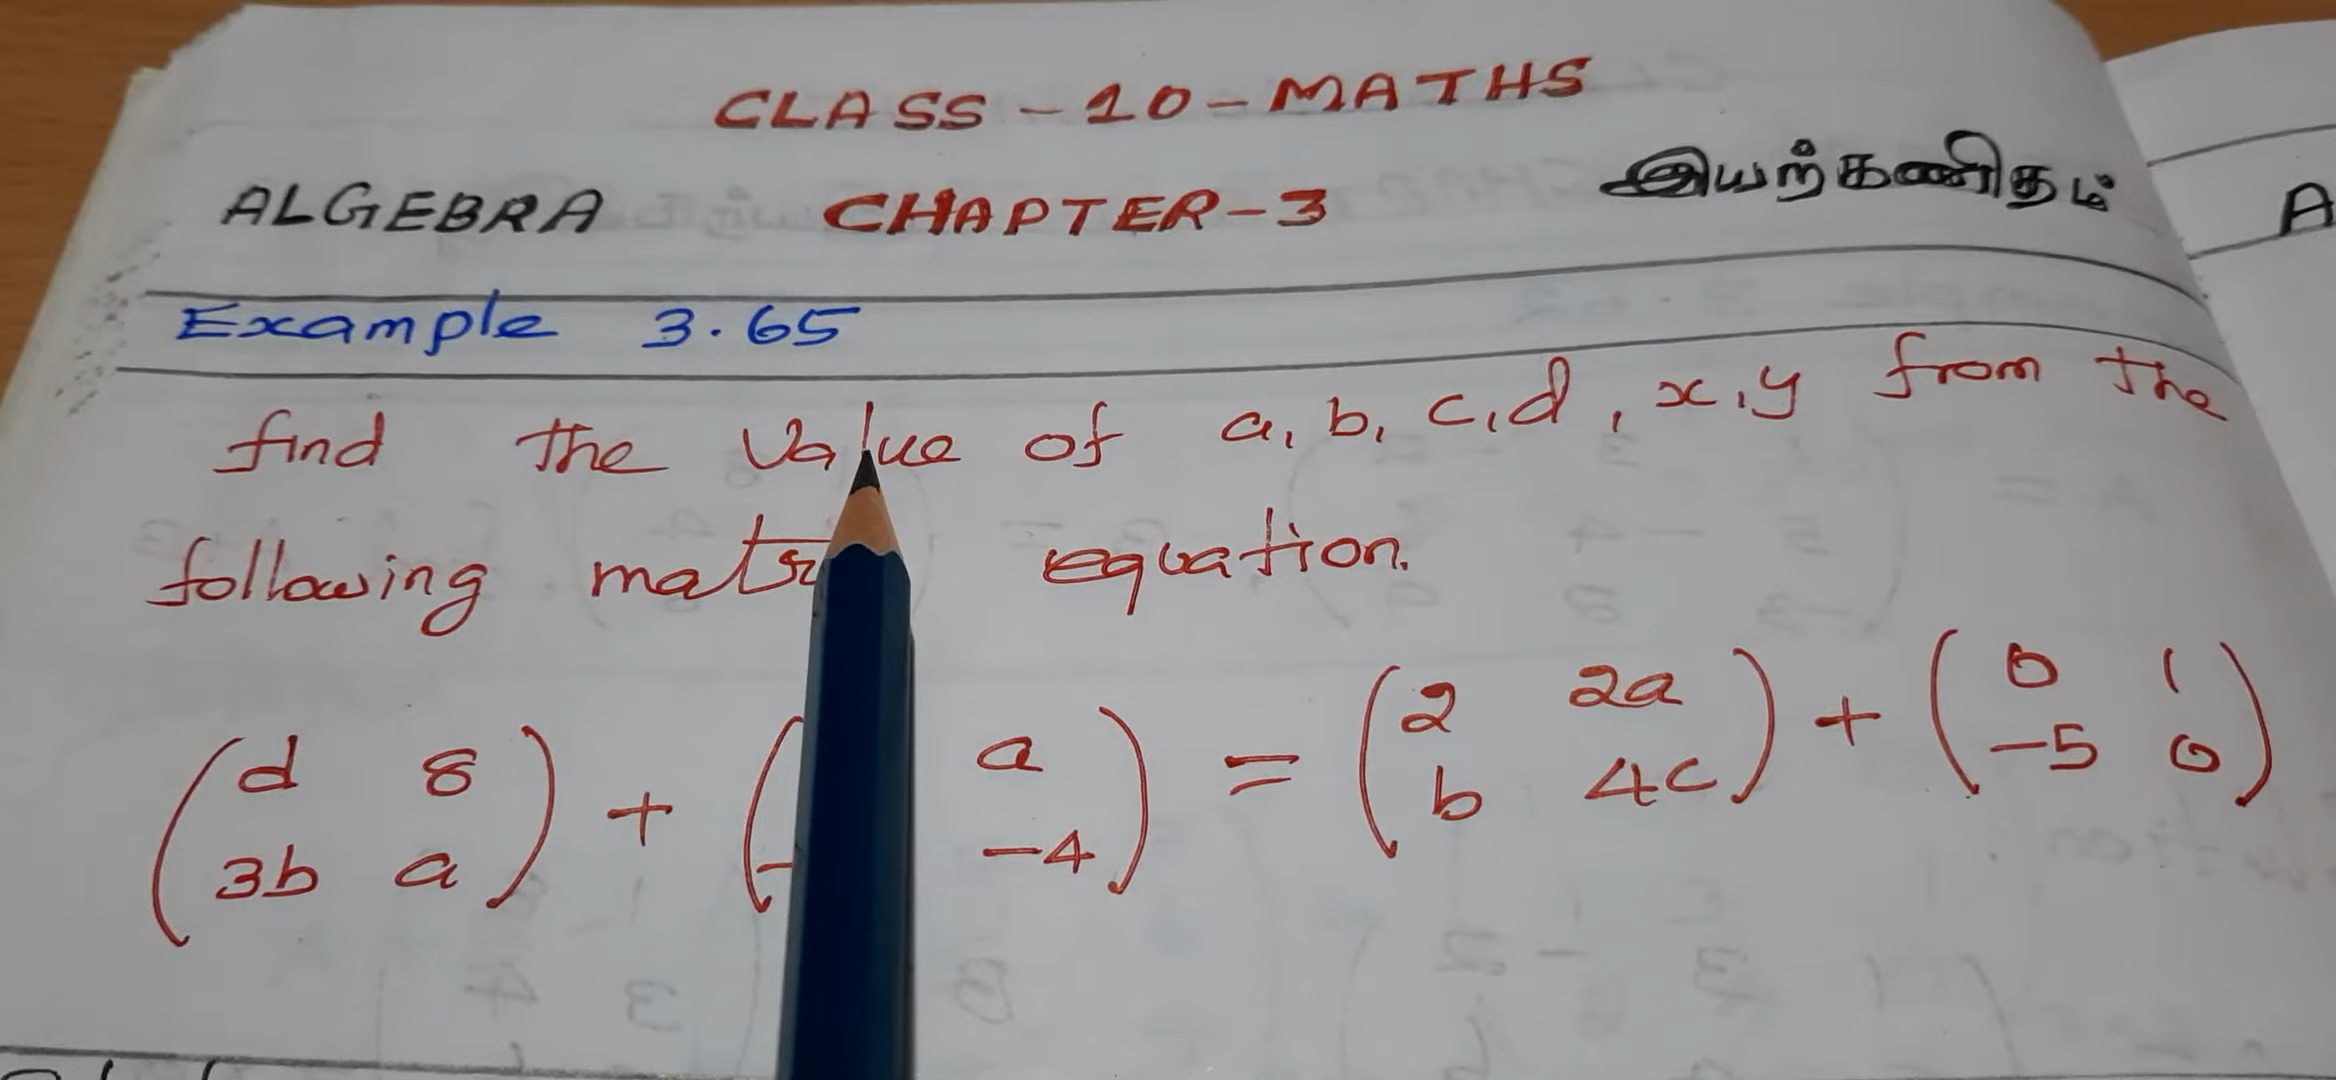 CLASS - 10 - MATHS
ALGEBRA CHAPTER-3 இயற்கணிதம்
Example 3.65
find the value of a, b, c, d, x, y from the
following equation.
( d 8 ) + ( a ) = ( 2 2a ) + ( 0 1 )
( 3b a ) ( - -4 ) ( b 4c ) ( -5 0 )
A